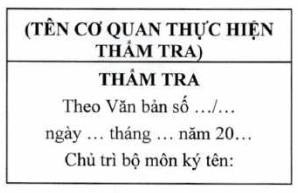 (TÊN CƠ QUAN THỰC HIỆN
THẨM TRA)
THẨM TRA
Theo Văn bản số .../...
ngày ... tháng ... năm 20...
Chủ trì bộ môn ký tên: